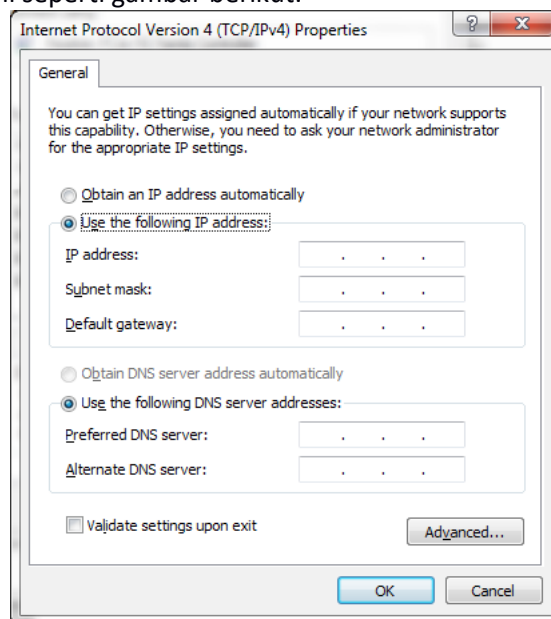 seperti gambar berikut:
Internet Protocol Version 4 (TCP/IPv4) Properties
General
You can get IP settings assigned automatically if your network supports
this capability. Otherwise, you need to ask your network administrator
for the appropriate IP settings.
Obtain an IP address automatically
Use the following IP address:
IP address: . . .
Subnet mask: . . .
Default gateway: . . .
Obtain DNS server address automatically
Use the following DNS server addresses:
Preferred DNS server: . . .
Alternate DNS server: . . .
Validate settings upon exit
Advanced...
OK Cancel